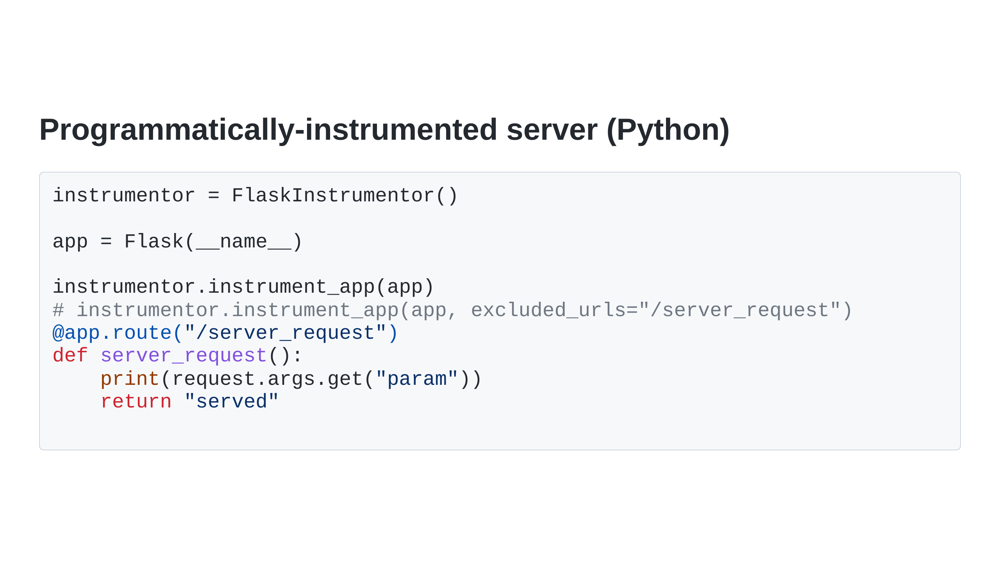 Programmatically-instrumented server (Python)
instrumentor = FlaskInstrumentor()
app = Flask(__name__)
instrumentor.instrument_app(app)
# instrumentor.instrument_app(app, excluded_urls="/server_request")
@app.route("/server_request")
def server_request():
    print(request.args.get("param"))
    return "served"